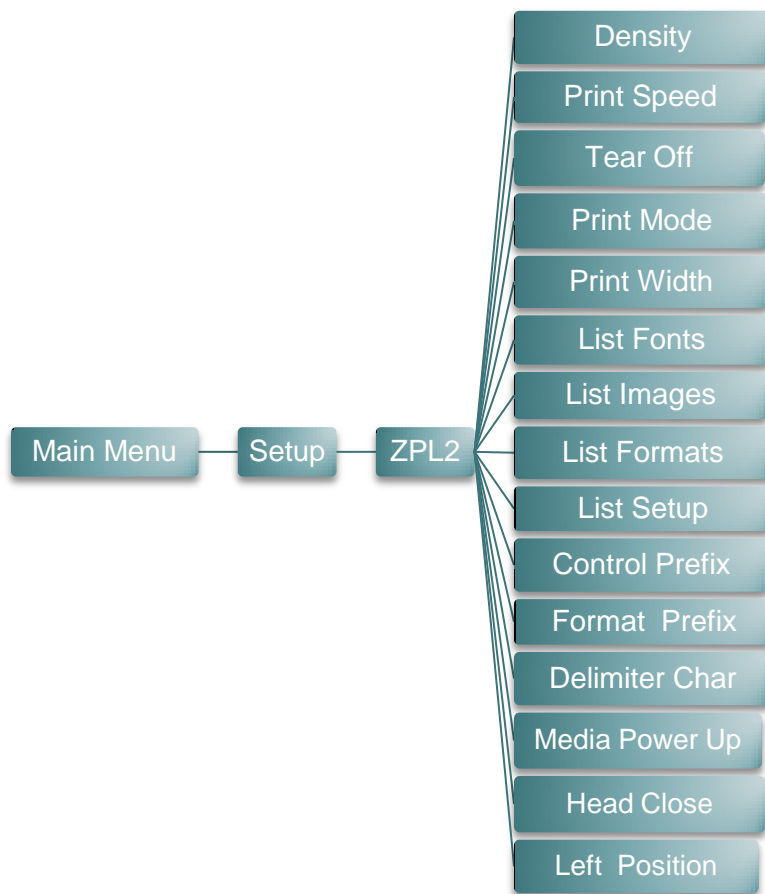 Density
Print Speed
Tear Off
Print Mode
Print Width
List Fonts
List Images
Main Menu
Setup
ZPL2
List Formats
List Setup
Control Prefix
Format Prefix
Delimiter Char
Media Power Up
Head Close
Left Position